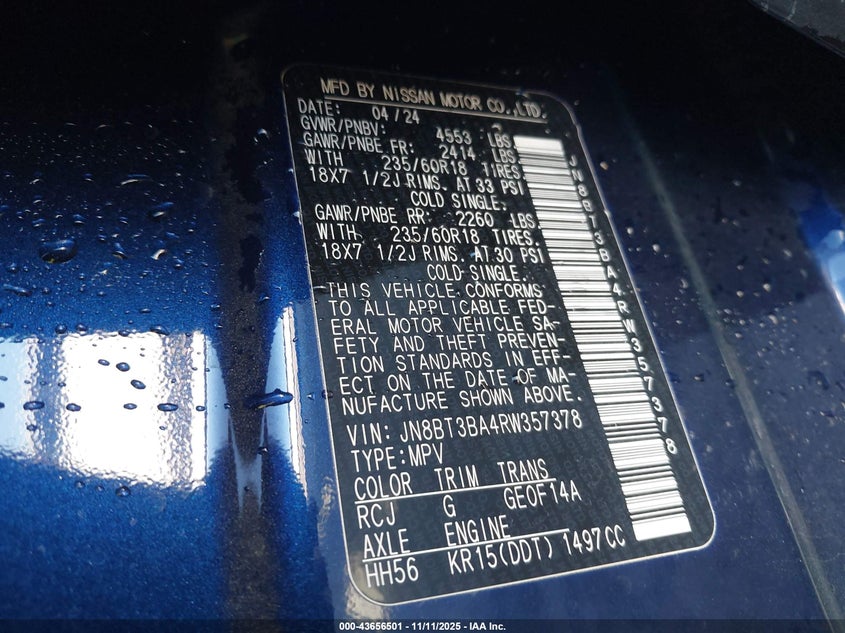 MFD BY NISSAN MOTOR CO.,LTD.
DATE: 04/24
GVWR/PNBV: 4553 LBS
GAWR/PNBE FR: 2414 LBS
WITH 235/60R18 TIRES
18X7 1/2J RIMS. AT 33 PSI
COLD SINGLE.
GAWR/PNBE RR: 2260 LBS
WITH 235/60R18 TIRES.
18X7 1/2J RIMS. AT 30 PSI
COLD SINGLE.
THIS VEHICLE CONFORMS
TO ALL APPLICABLE FED-
ERAL MOTOR VEHICLE SA-
FETY AND THEFT PREVEN-
TION STANDARDS IN EFF-
ECT ON THE DATE OF MA-
NUFACTURE SHOWN ABOVE.
VIN: JN8BT3BA4RW357378
TYPE:MPV
COLOR TRIM TRANS
RCJ G GEOF14A
AXLE ENGINE
HH56 KR15(DDT) 1497CC
JN8BT3BA4RW357378
000-43656501 - 11/11/2025 - IAA Inc.